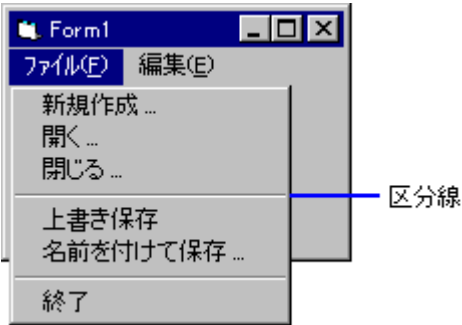 Form1
ファイル(F) 編集(E)
新規作成...
開く...
閉じる...
区分線
上書き保存
名前を付けて保存...
終了